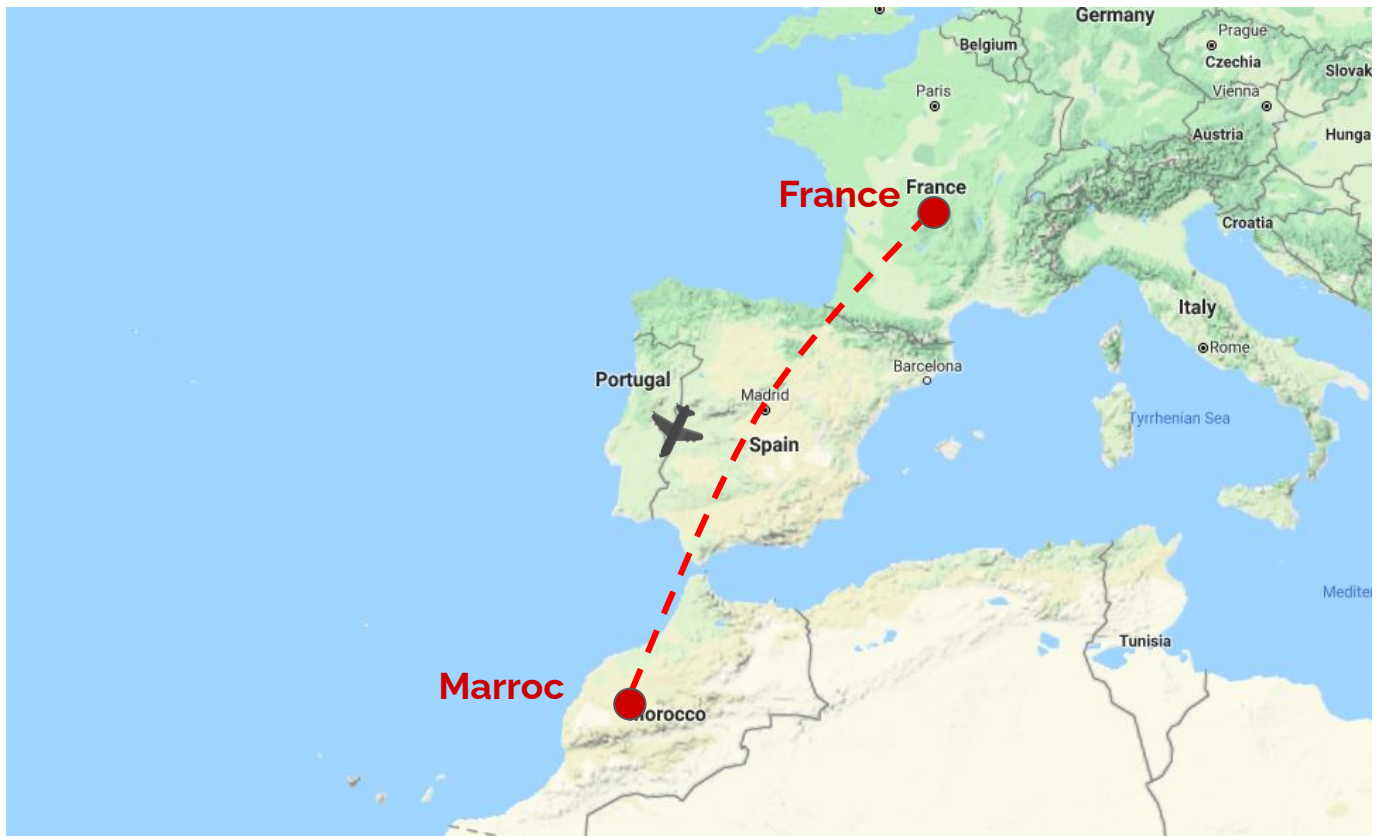 Germany
Prague
Belgium
Czechia
Slovak
Paris
Vienna
Austria
Hunga
France
France
Croatia
Italy
Rome
Barcelona
Portugal
Madrid
Tyrrhenian Sea
Spain
Mediter
Tunisia
Marroc
Morocco